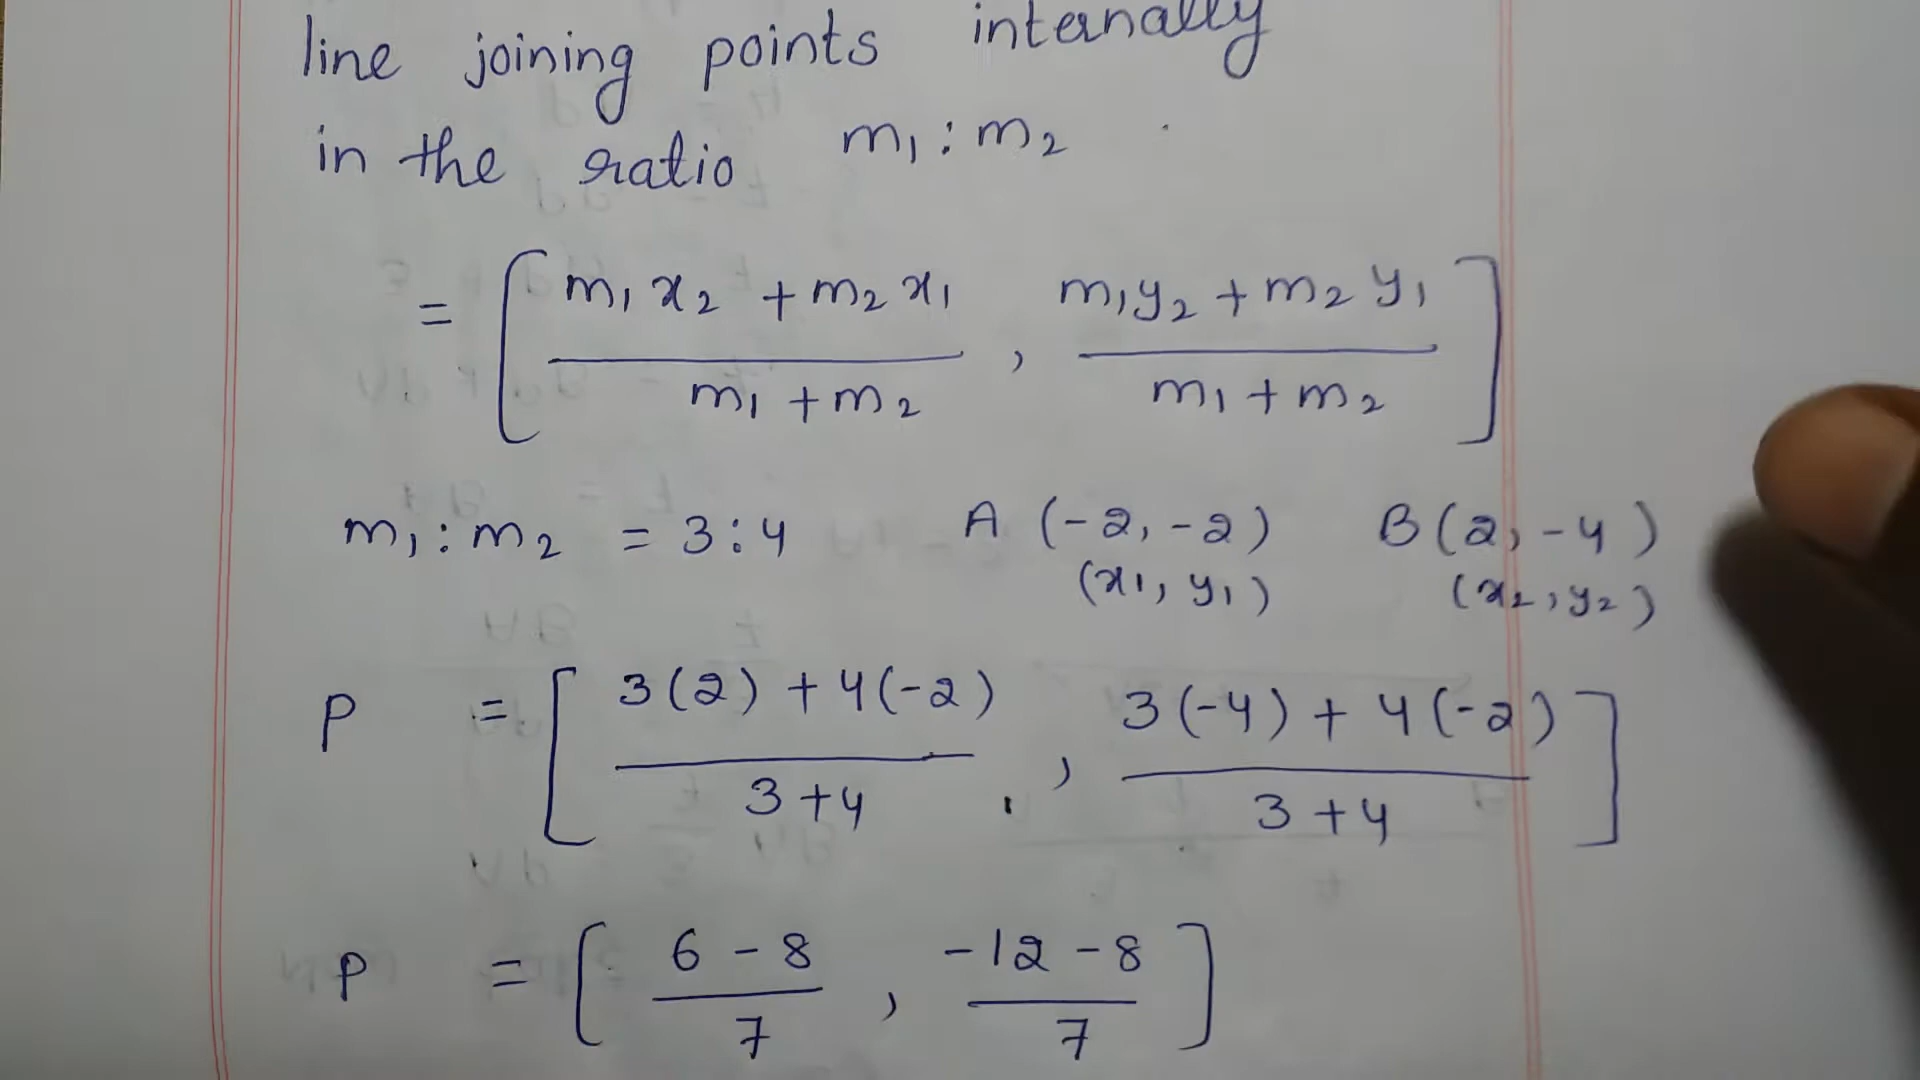 line joining points internally
in the ratio m₁ : m₂
= [ m₁x₂ + m₂x₁ / m₁ + m₂ , m₁y₂ + m₂y₁ / m₁ + m₂ ]
m₁ : m₂ = 3 : 4 A (-2, -2) B (2, -4)
(x₁, y₁) (x₂, y₂)
P = [ 3(2) + 4(-2) / 3 + 4 , 3(-4) + 4(-2) / 3 + 4 ]
P = [ 6 - 8 / 7 , -12 - 8 / 7 ]